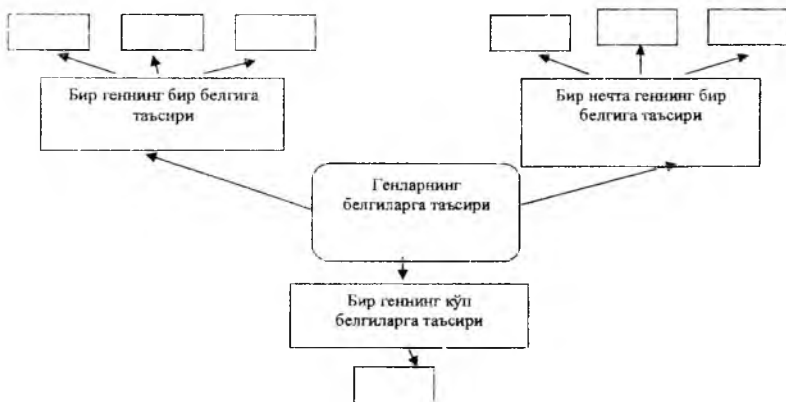 Бир геннинг бир белгига
таъсири
Бир нечта геннинг бир
белгига таъсири
Генларнинг
белгиларга таъсири
Бир геннинг кўп
белгиларга таъсири